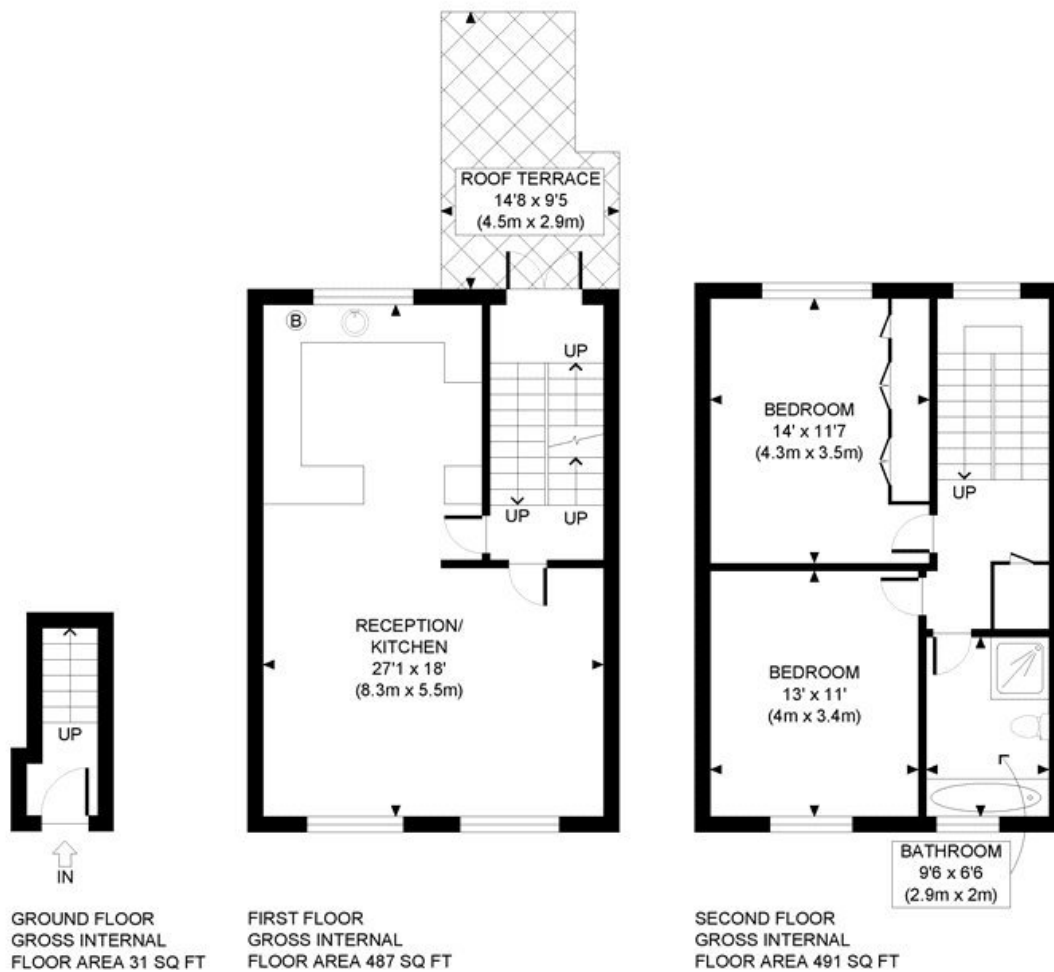 ROOF TERRACE
14'8 x 9'5
(4.5m x 2.9m)
B
UP
UP
UP
RECEPTION/
KITCHEN
27'1 x 18'
(8.3m x 5.5m)
BEDROOM
14' x 11'7
(4.3m x 3.5m)
UP
BEDROOM
13' x 11'
(4m x 3.4m)
BATHROOM
9'6 x 6'6
(2.9m x 2m)
UP
IN
GROUND FLOOR
GROSS INTERNAL
FLOOR AREA 31 SQ FT
FIRST FLOOR
GROSS INTERNAL
FLOOR AREA 487 SQ FT
SECOND FLOOR
GROSS INTERNAL
FLOOR AREA 491 SQ FT